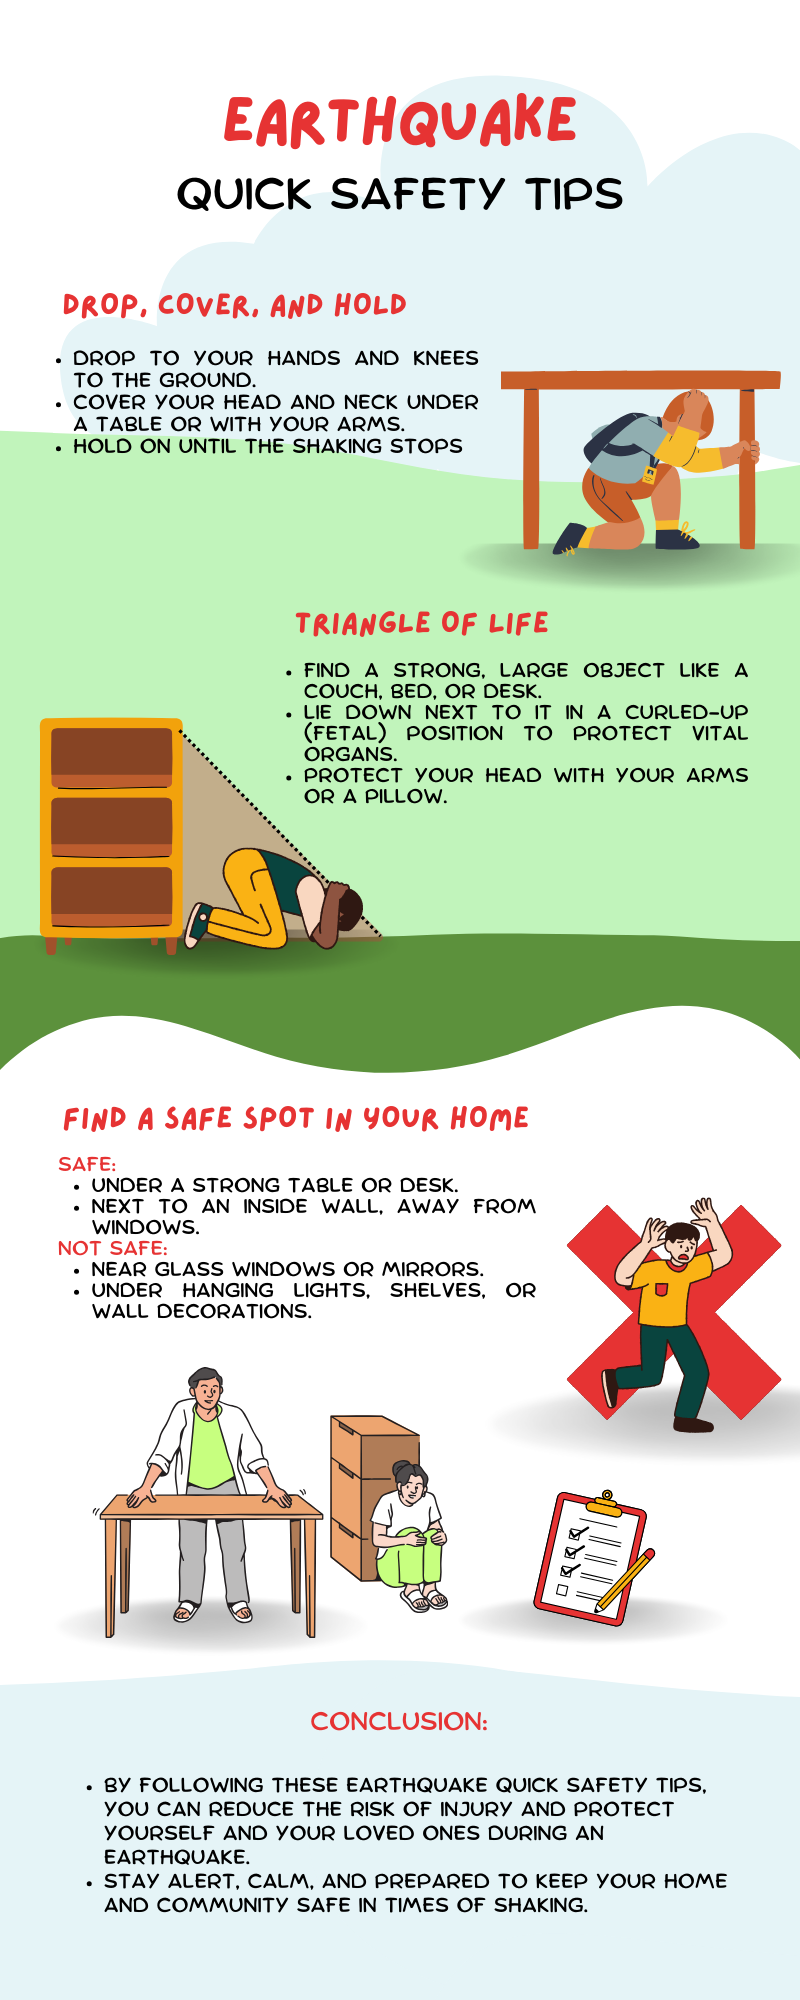 EARTHQUAKE
QUICK SAFETY TIPS
DROP, COVER, AND HOLD
• DROP TO YOUR HANDS AND KNEES
TO THE GROUND.
• COVER YOUR HEAD AND NECK UNDER
A TABLE OR WITH YOUR ARMS.
• HOLD ON UNTIL THE SHAKING STOPS
TRIANGLE OF LIFE
• FIND A STRONG, LARGE OBJECT LIKE A
COUCH, BED, OR DESK.
• LIE DOWN NEXT TO IT IN A CURLED-UP
(FETAL) POSITION TO PROTECT VITAL
ORGANS.
• PROTECT YOUR HEAD WITH YOUR ARMS
OR A PILLOW.
FIND A SAFE SPOT IN YOUR HOME
SAFE:
• UNDER A STRONG TABLE OR DESK.
• NEXT TO AN INSIDE WALL, AWAY FROM
WINDOWS.
NOT SAFE:
• NEAR GLASS WINDOWS OR MIRRORS.
• UNDER HANGING LIGHTS, SHELVES, OR
WALL DECORATIONS.
CONCLUSION:
• BY FOLLOWING THESE EARTHQUAKE QUICK SAFETY TIPS,
YOU CAN REDUCE THE RISK OF INJURY AND PROTECT
YOURSELF AND YOUR LOVED ONES DURING AN
EARTHQUAKE.
• STAY ALERT, CALM, AND PREPARED TO KEEP YOUR HOME
AND COMMUNITY SAFE IN TIMES OF SHAKING.